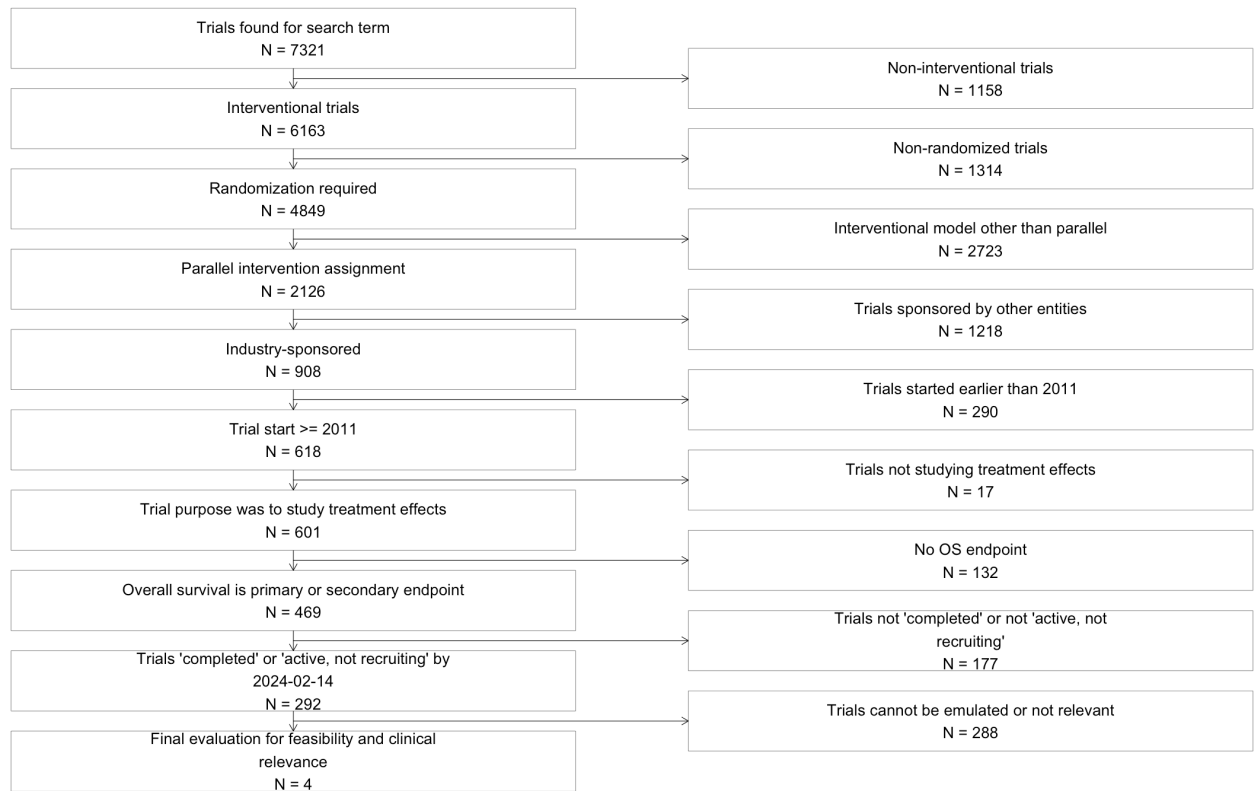 Trials found for search term
N = 7321
Non-interventional trials
N = 1158
Interventional trials
N = 6163
Non-randomized trials
N = 1314
Randomization required
N = 4849
Interventional model other than parallel
N = 2723
Parallel intervention assignment
N = 2126
Trials sponsored by other entities
N = 1218
Industry-sponsored
N = 908
Trials started earlier than 2011
N = 290
Trial start >= 2011
N = 618
Trials not studying treatment effects
N = 17
Trial purpose was to study treatment effects
N = 601
No OS endpoint
N = 132
Overall survival is primary or secondary endpoint
N = 469
Trials not 'completed' or not 'active, not
recruiting'
N = 177
Trials 'completed' or 'active, not recruiting' by
2024-02-14
N = 292
Trials cannot be emulated or not relevant
N = 288
Final evaluation for feasibility and clinical
relevance
N = 4